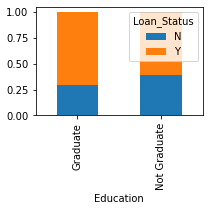 1.00
0.75
0.50
0.25
0.00
Loan_Status
N
Y
Graduate
Not Graduate
Education